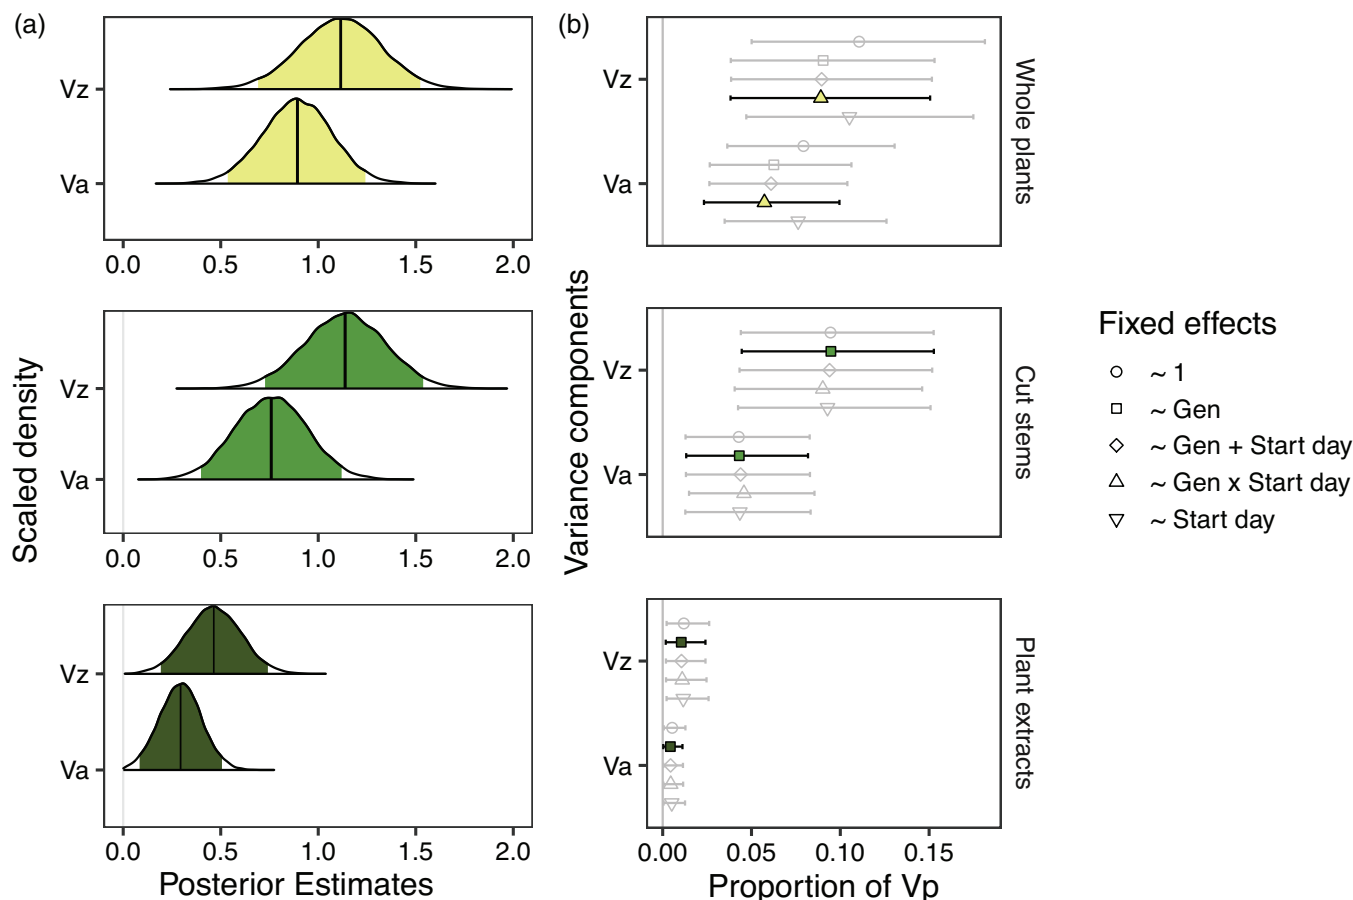 (a)
Vz
Va
0.0 0.5 1.0 1.5 2.0
Vz
Va
0.0 0.5 1.0 1.5 2.0
Vz
Va
0.0 0.5 1.0 1.5 2.0
Scaled density
Posterior Estimates
(b)
Vz
Va
Whole plants
Vz
Va
Cut stems
Vz
Va
Plant extracts
0.00 0.05 0.10 0.15
Variance components
Proportion of Vp
Fixed effects
~ 1
~ Gen
~ Gen + Start day
~ Gen x Start day
~ Start day